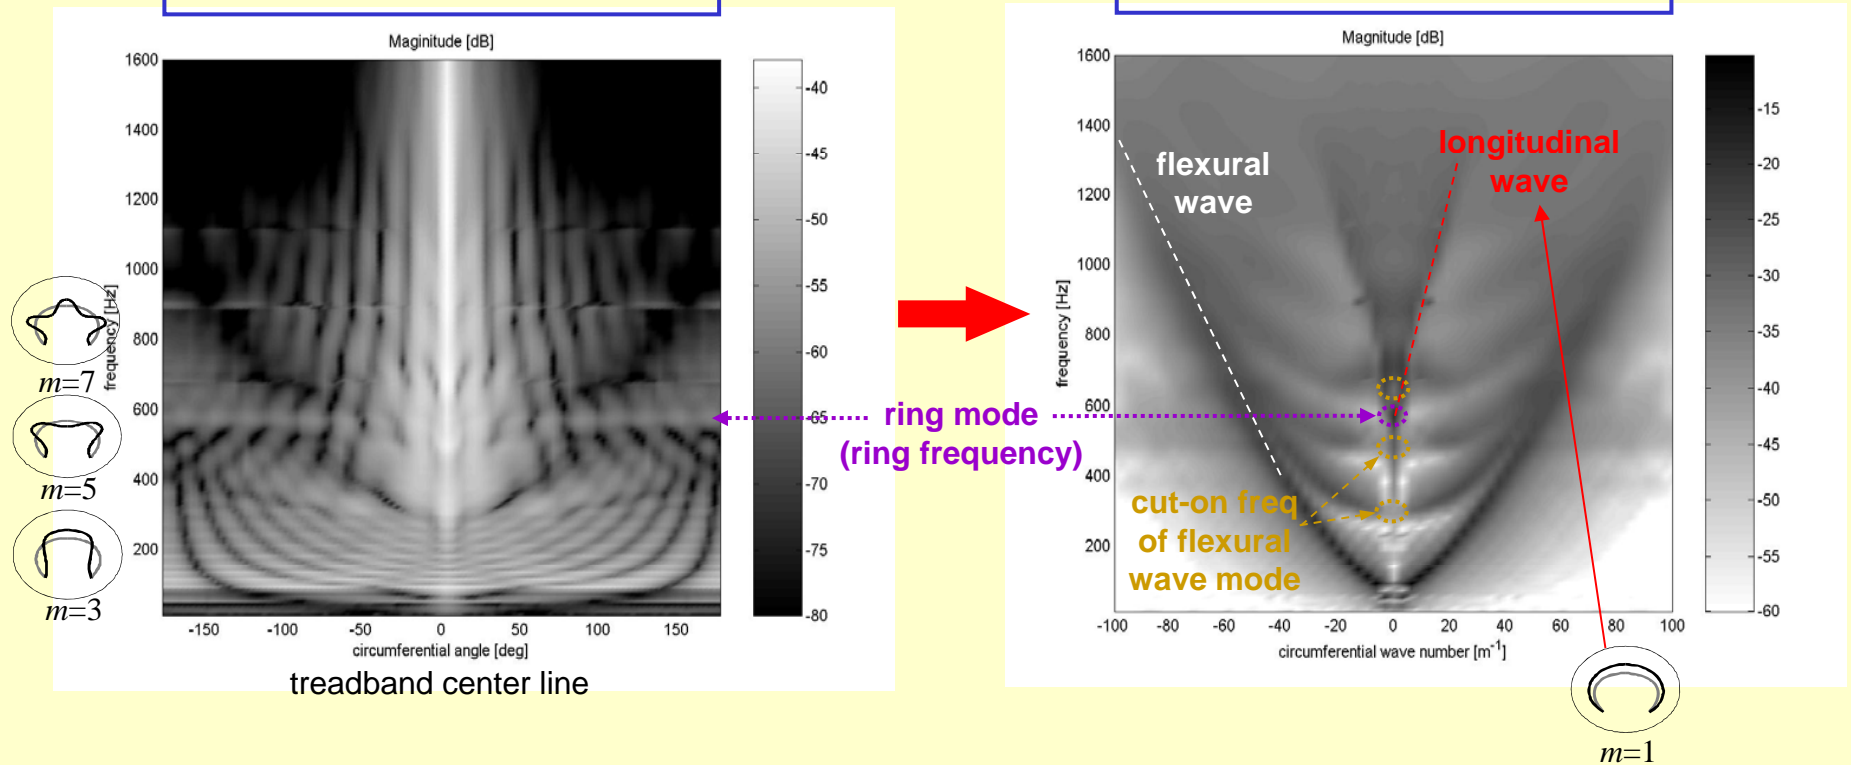 Maginitude [dB]
1600
1400
1200
1000
800
600
400
200
frequency [Hz]
-150 -100 -50 0 50 100 150
circumferential angle [deg]
treadband center line
-40
-45
-50
-55
-60
-65
-70
-75
-80
m=7
m=5
m=3
ring mode
(ring frequency)
Magnitude [dB]
1600
1400
1200
1000
800
600
400
200
frequency [Hz]
flexural
wave
longitudinal
wave
cut-on freq
of flexural
wave mode
-100 -80 -60 -40 -20 0 20 40 60 80 100
circumferential wave number [m⁻¹]
-15
-20
-25
-30
-35
-40
-45
-50
-55
-60
m=1